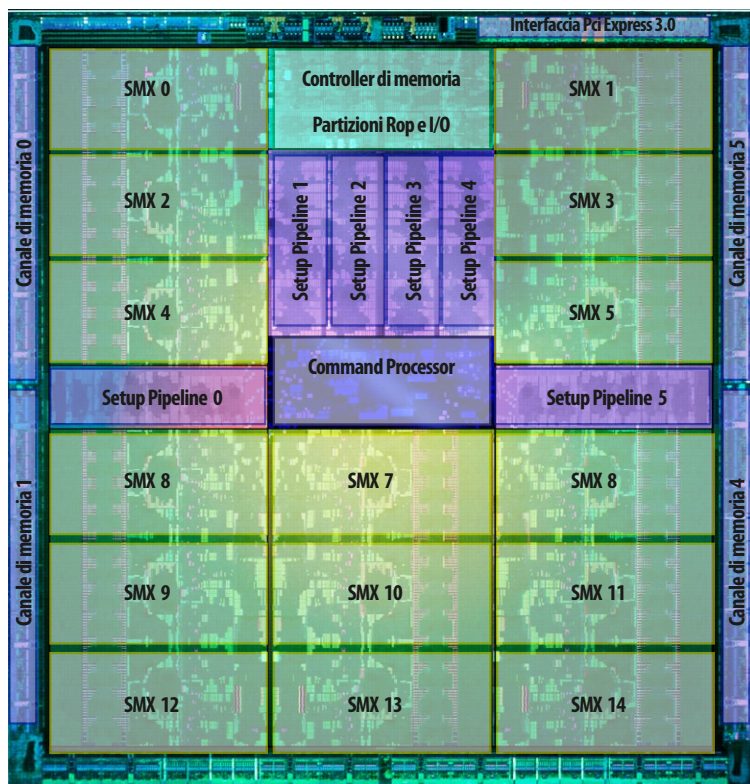 Interfaccia Pci Express 3.0
SMX 0
Controller di memoria
Partizioni Rop e I/O
SMX 1
Canale di memoria 0
Canale di memoria 5
SMX 2
Setup Pipeline 1
Setup Pipeline 2
Setup Pipeline 3
Setup Pipeline 4
SMX 3
SMX 4
SMX 5
Command Processor
Setup Pipeline 0
Setup Pipeline 5
Canale di memoria 1
Canale di memoria 4
SMX 8
SMX 7
SMX 8
SMX 9
SMX 10
SMX 11
SMX 12
SMX 13
SMX 14